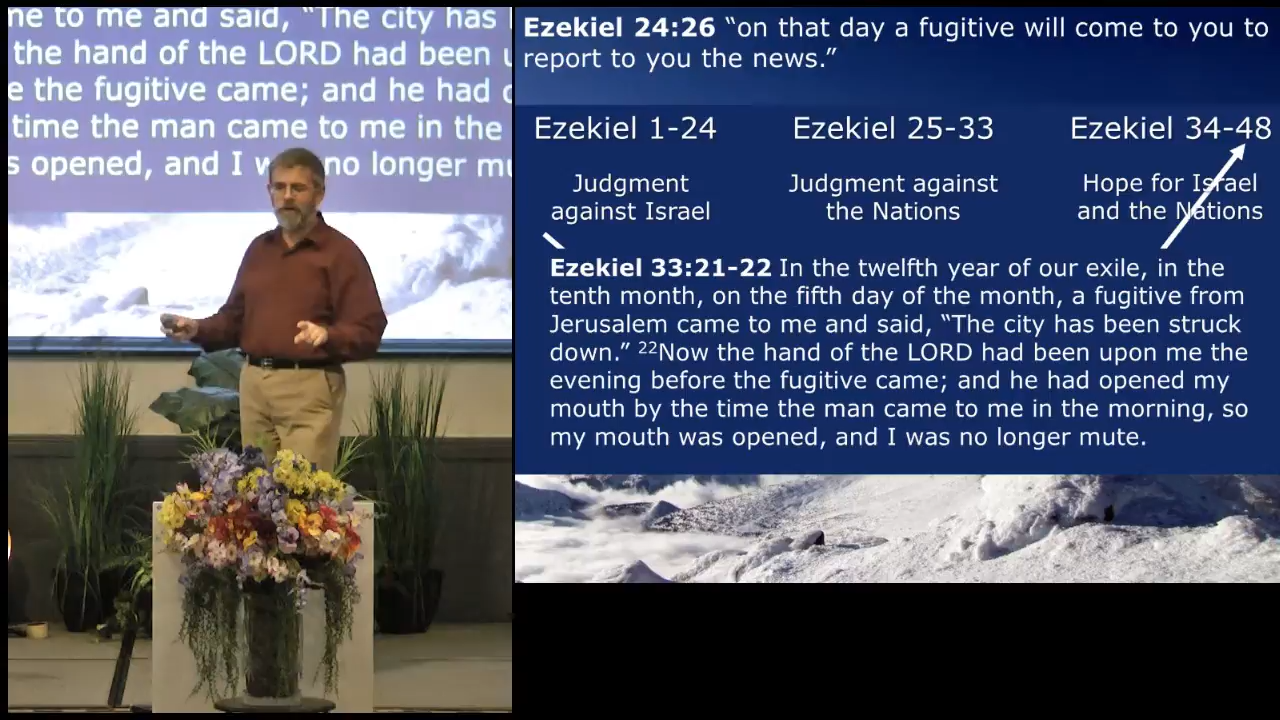 ne to me and said, “The city has
the hand of the LORD had been
e the fugitive came; and he had
time the man came to me in the
s opened, and I w no longer mu
Ezekiel 24:26 “on that day a fugitive will come to you to
report to you the news.”
Ezekiel 1-24 Ezekiel 25-33 Ezekiel 34-48
Judgment Judgment against Hope for Israel
against Israel the Nations and the Nations
Ezekiel 33:21-22 In the twelfth year of our exile, in the
tenth month, on the fifth day of the month, a fugitive from
Jerusalem came to me and said, “The city has been struck
down.” ²²Now the hand of the LORD had been upon me the
evening before the fugitive came; and he had opened my
mouth by the time the man came to me in the morning, so
my mouth was opened, and I was no longer mute.